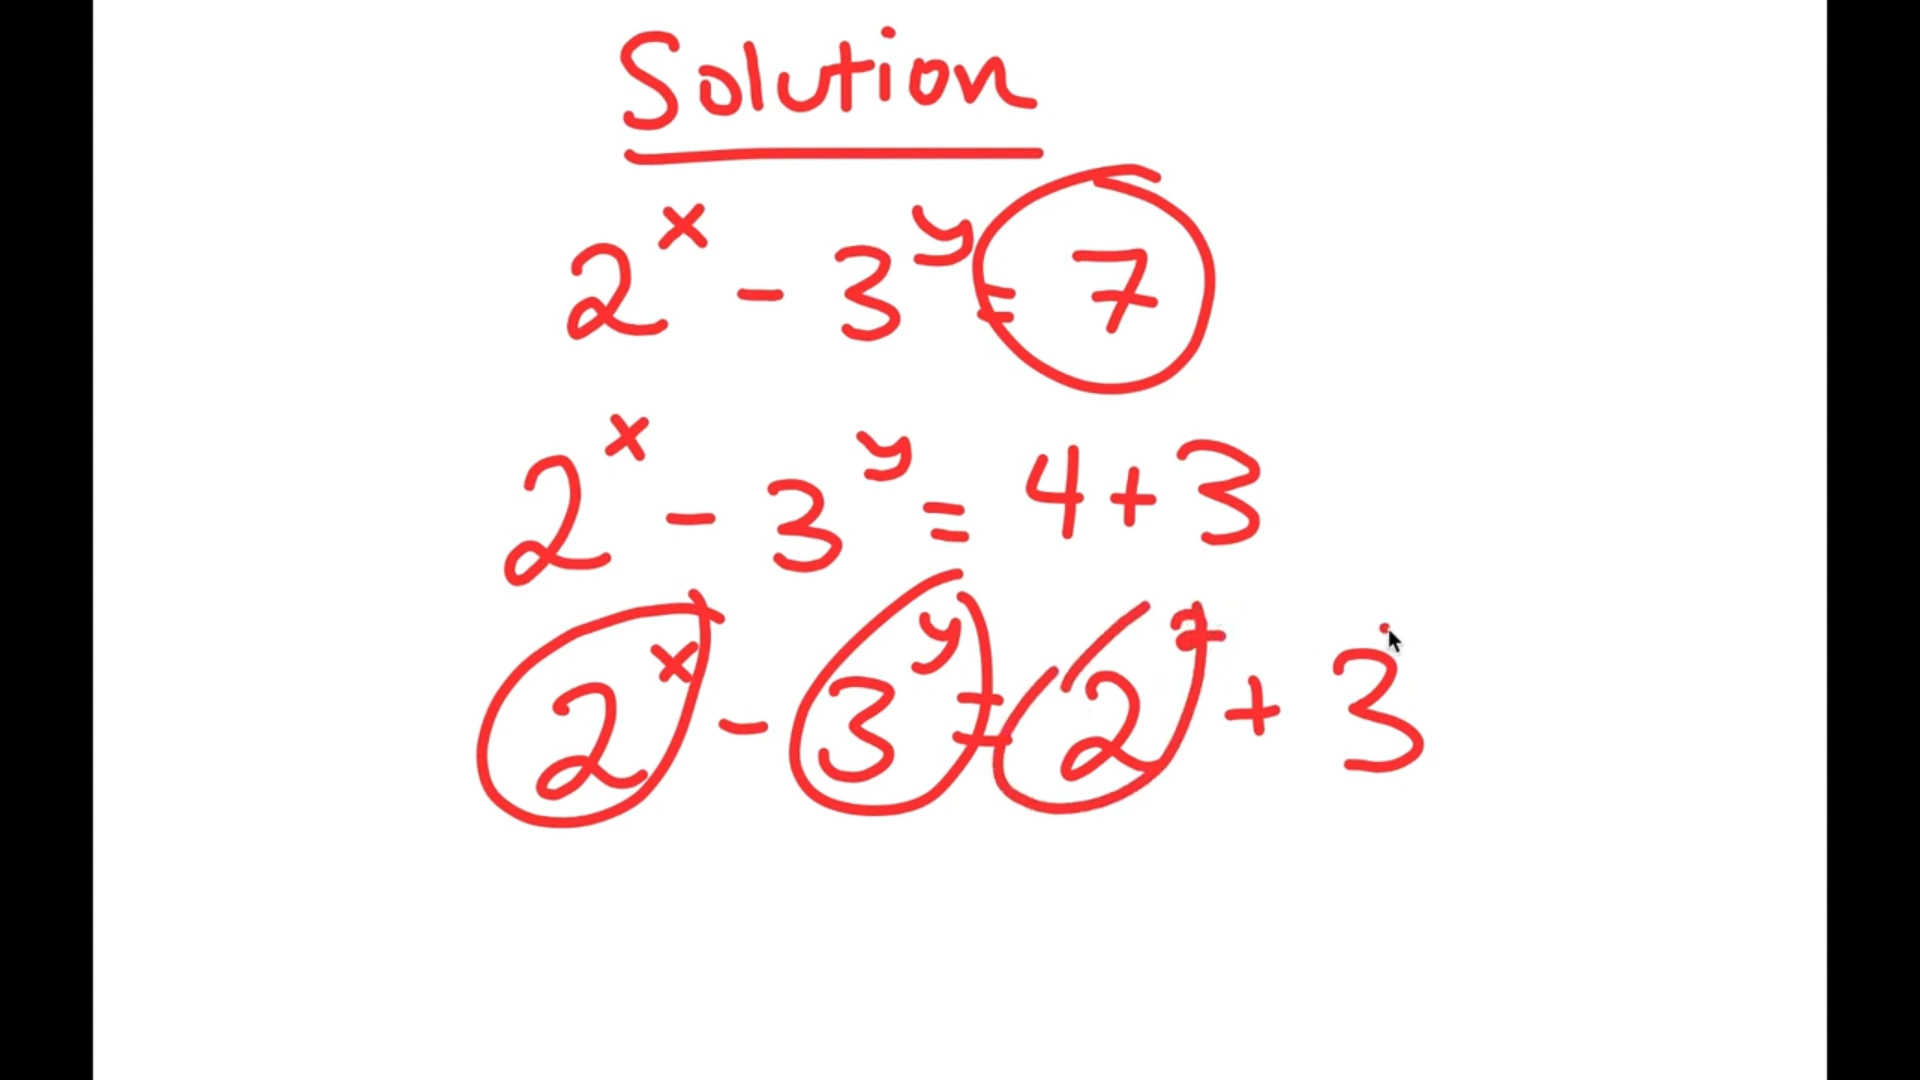 Solution
2^x - 3^y = 7
2^x - 3^y = 4 + 3
2^x - 3^y = 2^2 + 3